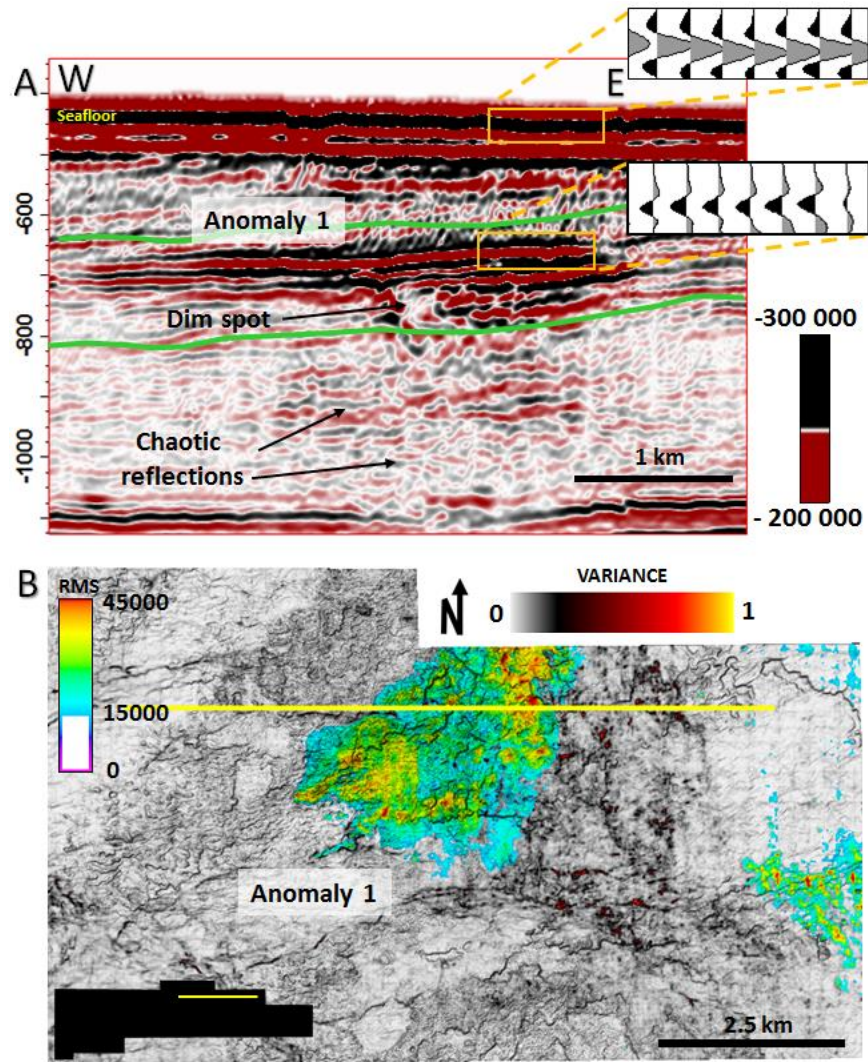 A W
E
Seafloor
-600
Anomaly 1
Dim spot
-800
-300 000
Chaotic
reflections
-1000
1 km
- 200 000
B
RMS
45000
15000
0
N
VARIANCE
0
1
Anomaly 1
2.5 km